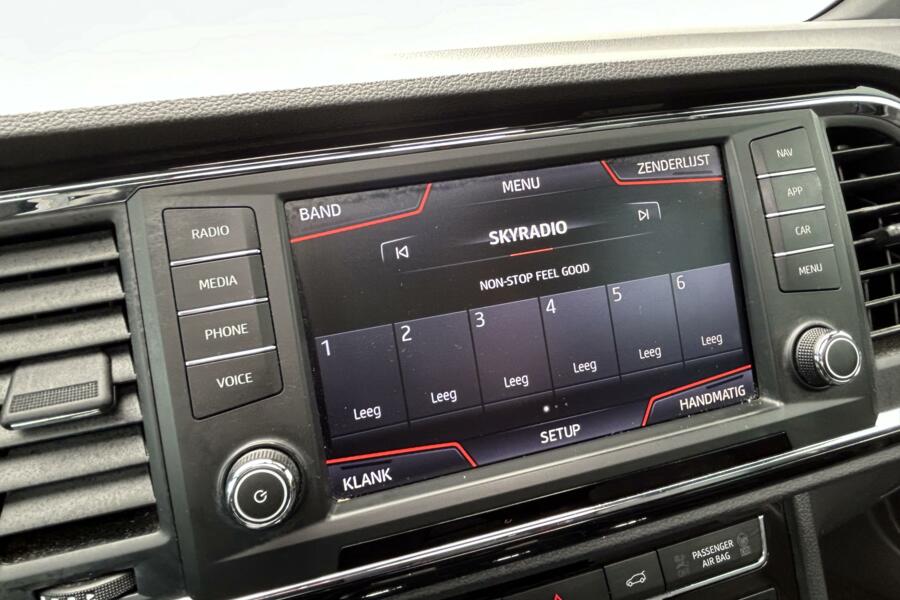 RADIO
MEDIA
PHONE
VOICE
BAND
MENU
ZENDERLIJST
SKYRADIO
NON-STOP FEEL GOOD
1 2 3 4 5 6
Leeg Leeg Leeg Leeg Leeg Leeg
KLANK
SETUP
HANDMATIG
NAV
APP
CAR
MENU
PASSENGER
AIR BAG